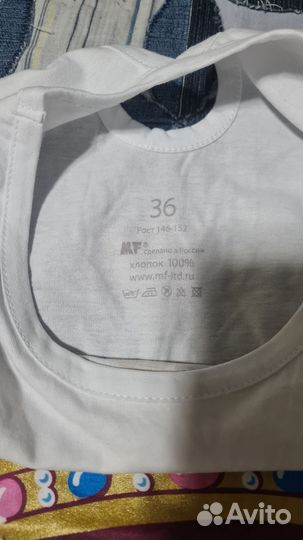 36
Рост 146-152
MF® сделано в России
хлопок 100%
www.mf-ltd.ru
Avito